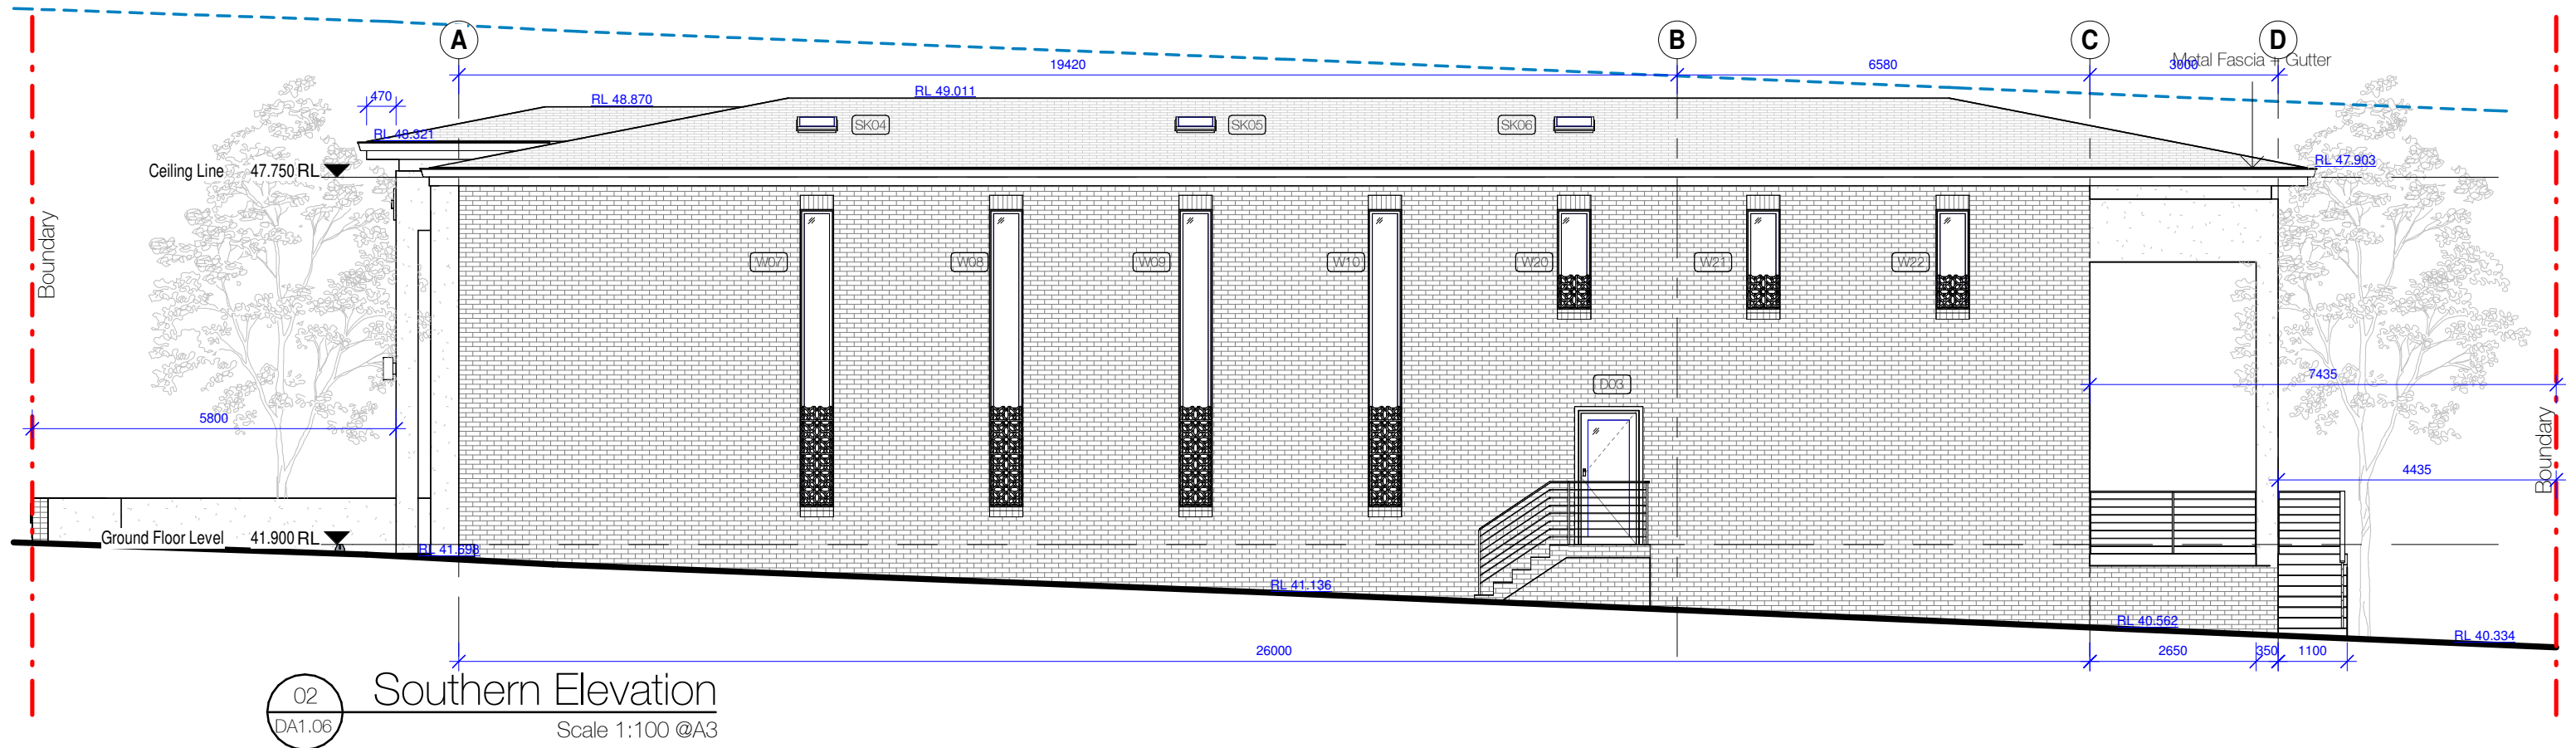 A
B
C
D
19420
6580
3000
Metal Fascia + Gutter
470
RL 48.870
RL 49.011
RL 48.321
SK04
SK05
SK06
RL 47.903
Ceiling Line 47.750 RL
Boundary
W07
W08
W09
W10
W20
W21
W22
D03
7435
5800
Boundary
4435
Ground Floor Level 41.900 RL
RL 41.698
RL 41.136
RL 40.562
RL 40.334
26000
2650
350
1100
02
DA1.06
Southern Elevation
Scale 1:100 @A3